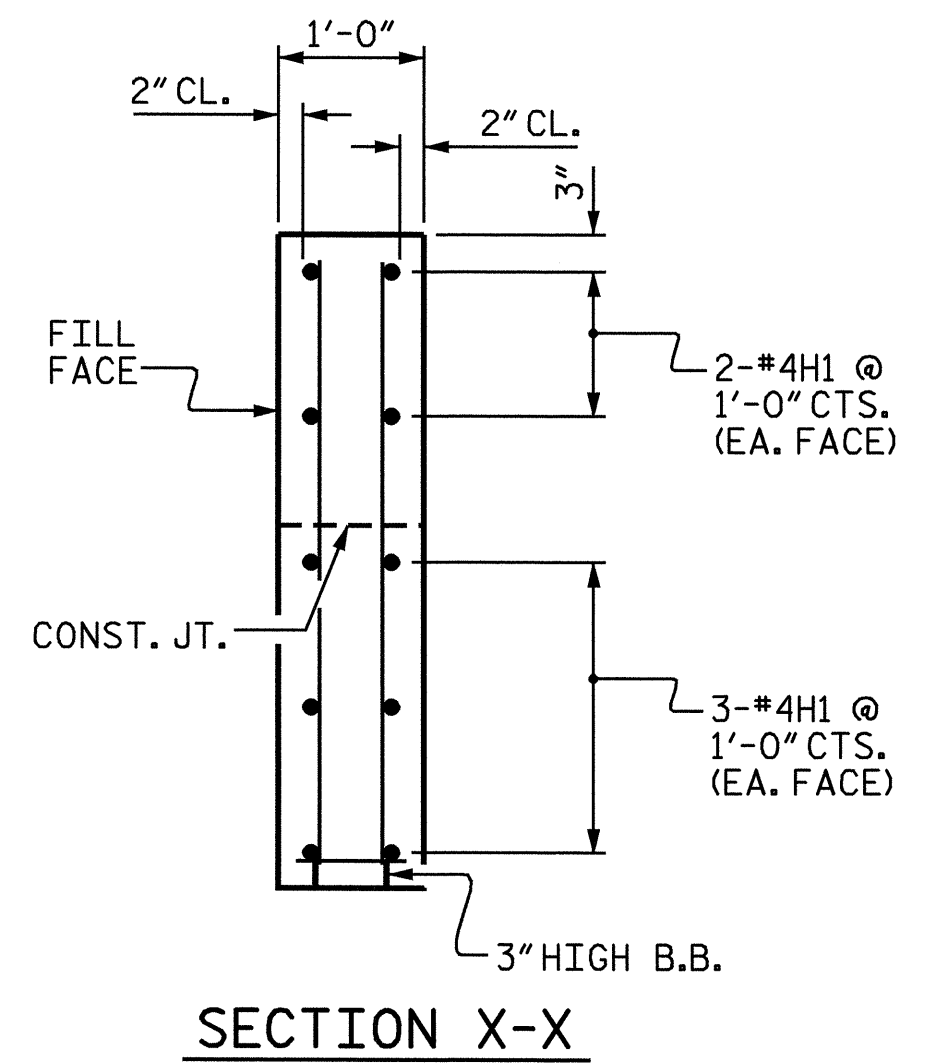 1'-0"
2" CL.
2" CL.
3"
FILL
FACE
2-#4H1 @
1'-0" CTS.
(EA. FACE)
CONST. JT.
3-#4H1 @
1'-0" CTS.
(EA. FACE)
3" HIGH B.B.
SECTION X-X